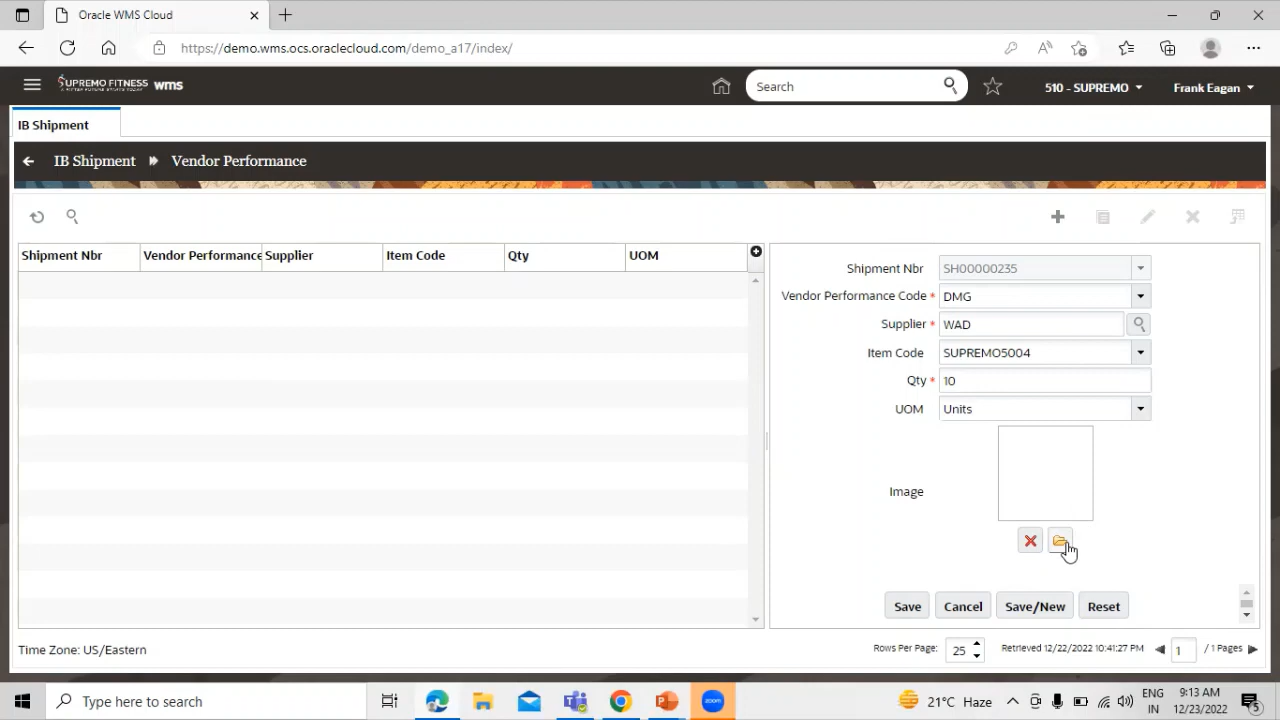 Oracle WMS Cloud
https://demo.wms.ocs.oraclecloud.com/demo_a17/index/
SUPREMO FITNESS wms
Search
510 - SUPREMO
Frank Eagan
IB Shipment
IB Shipment Vendor Performance
Shipment Nbr Vendor Performance Supplier Item Code Qty UOM
Shipment Nbr SH00000235
Vendor Performance Code * DMG
Supplier * WAD
Item Code SUPREMO5004
Qty * 10
UOM Units
Image
Save Cancel Save/New Reset
Time Zone: US/Eastern
Rows Per Page: 25 Retrieved 12/22/2022 10:41:27 PM 1 / 1 Pages
Type here to search
21°C Haze
ENG
IN
9:13 AM
12/23/2022
5